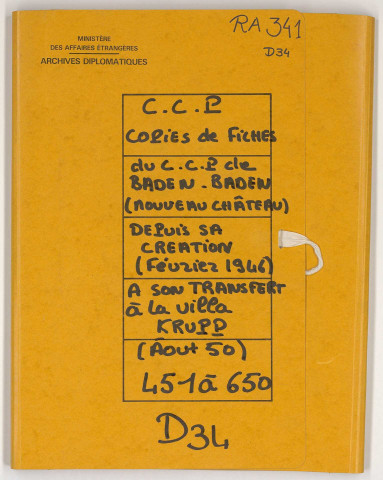 MINISTÈRE
DES AFFAIRES ÉTRANGÈRES
ARCHIVES DIPLOMATIQUES
RA 341
D34
C.C.P
COPIES de FICHES
du C.C.P de
BADEN-BADEN
(NOUVEAU CHÂTEAU)
DEPUIS SA
CREATION
(Février 1946)
A SON TRANSFERT
à la villa
KRUPP
(Août 50)
451 à 650
D34